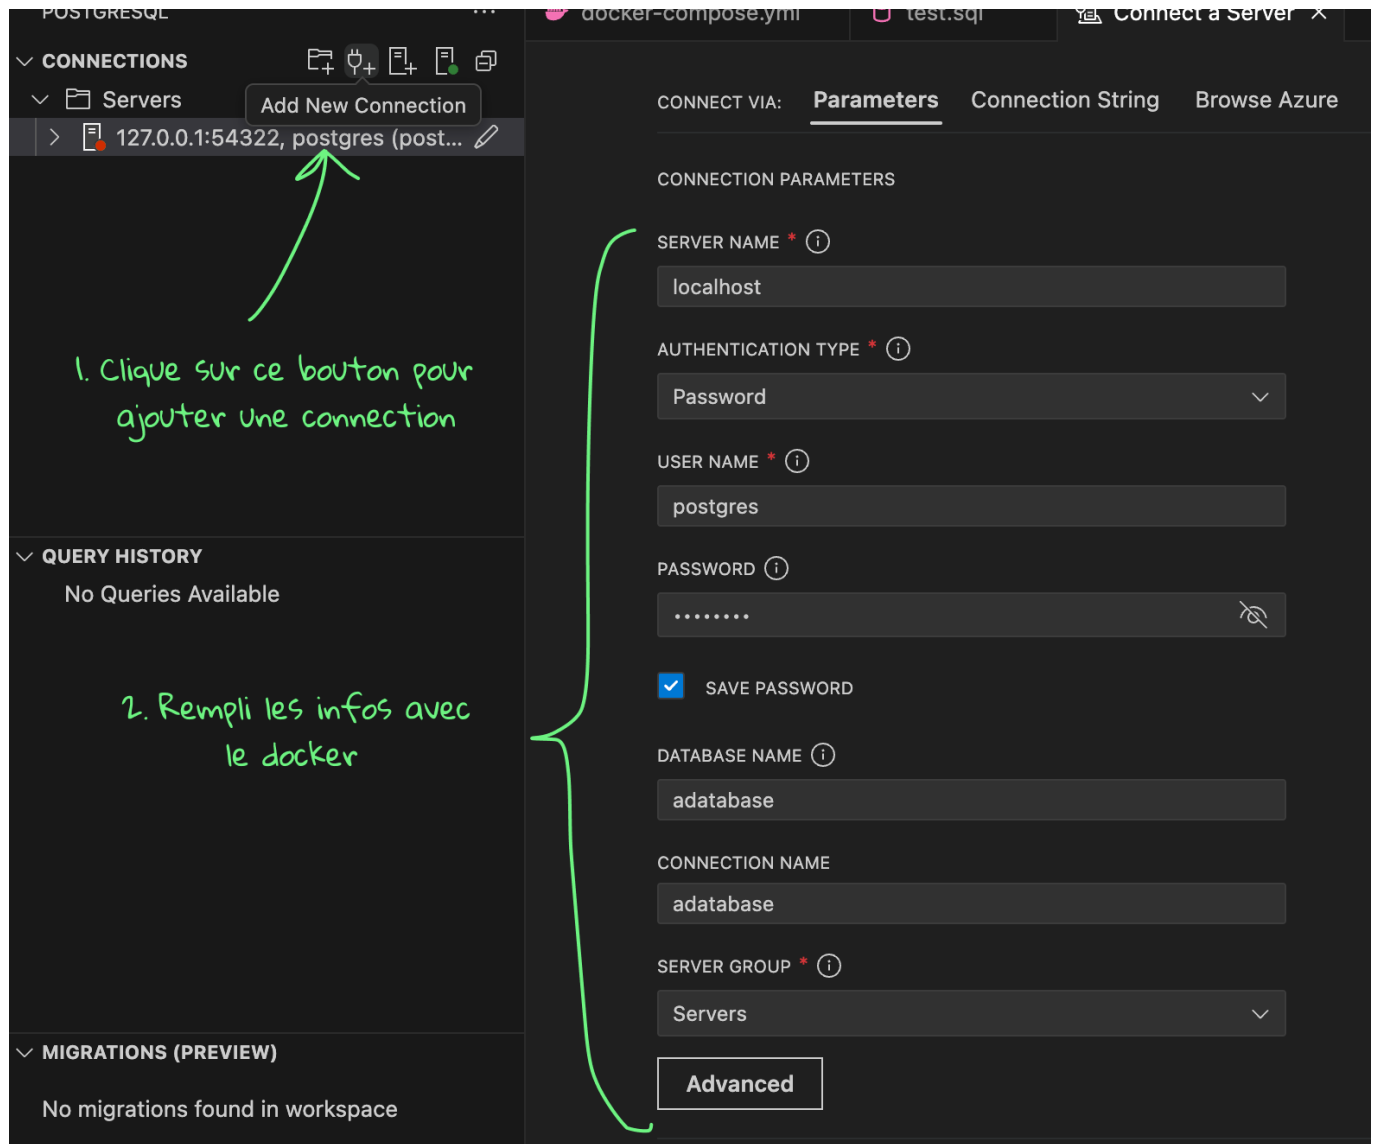 POSTGRESQL
docker-compose.yml
test.sql
Connect a Server
CONNECTIONS
Servers
Add New Connection
127.0.0.1:54322, postgres (post...
1. Clique sur ce bouton pour
ajouter une connection
QUERY HISTORY
No Queries Available
2. Rempli les infos avec
le docker
MIGRATIONS (PREVIEW)
No migrations found in workspace
CONNECT VIA:
Parameters
Connection String
Browse Azure
CONNECTION PARAMETERS
SERVER NAME *
localhost
AUTHENTICATION TYPE *
Password
USER NAME *
postgres
PASSWORD
••••••••
SAVE PASSWORD
DATABASE NAME
adatabase
CONNECTION NAME
adatabase
SERVER GROUP *
Servers
Advanced